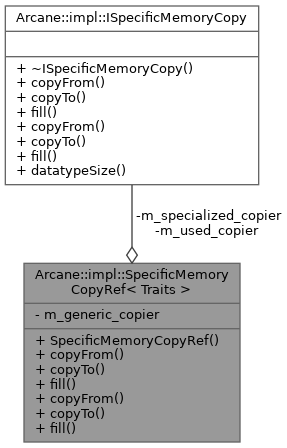 Arcane::impl::ISpecificMemoryCopy
+ ~ISpecificMemoryCopy()
+ copyFrom()
+ copyTo()
+ fill()
+ copyFrom()
+ copyTo()
+ fill()
+ datatypeSize()
-m_specialized_copier
-m_used_copier
Arcane::impl::SpecificMemory
CopyRef< Traits >
- m_generic_copier
+ SpecificMemoryCopyRef()
+ copyFrom()
+ copyTo()
+ fill()
+ copyFrom()
+ copyTo()
+ fill()